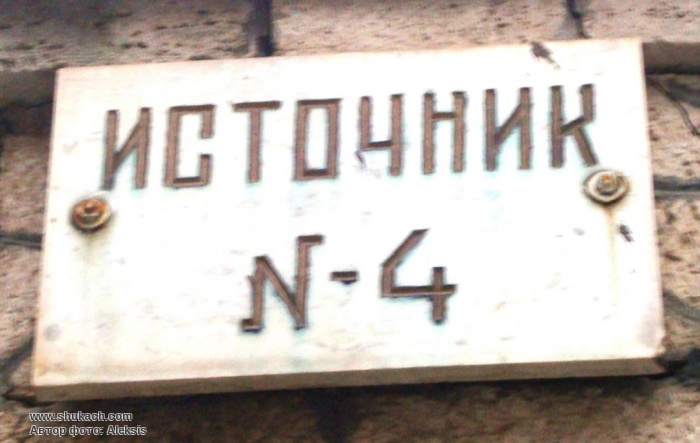 ИСТОЧНИК
N-4
www.shukach.com
Автор фото: Aleksis